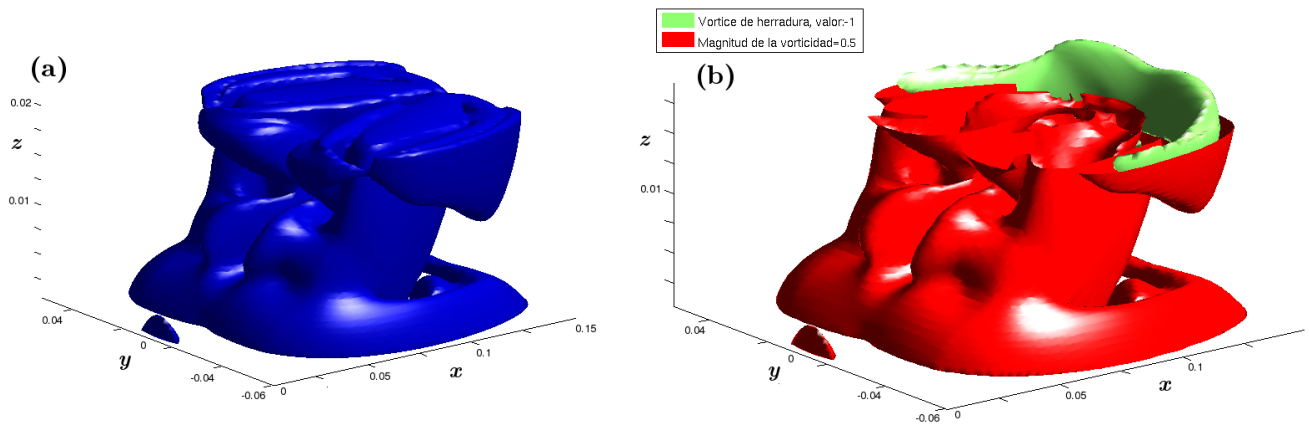 (a)
0.02
z
0.01
0.04
y
0
-0.04
-0.06
0
0.05
x
0.1
0.15
Vortice de herradura, valor:-1
Magnitud de la vorticidad=0.5
(b)
z
0.01
0.04
y
0
-0.04
-0.06
0
0.05
x
0.1